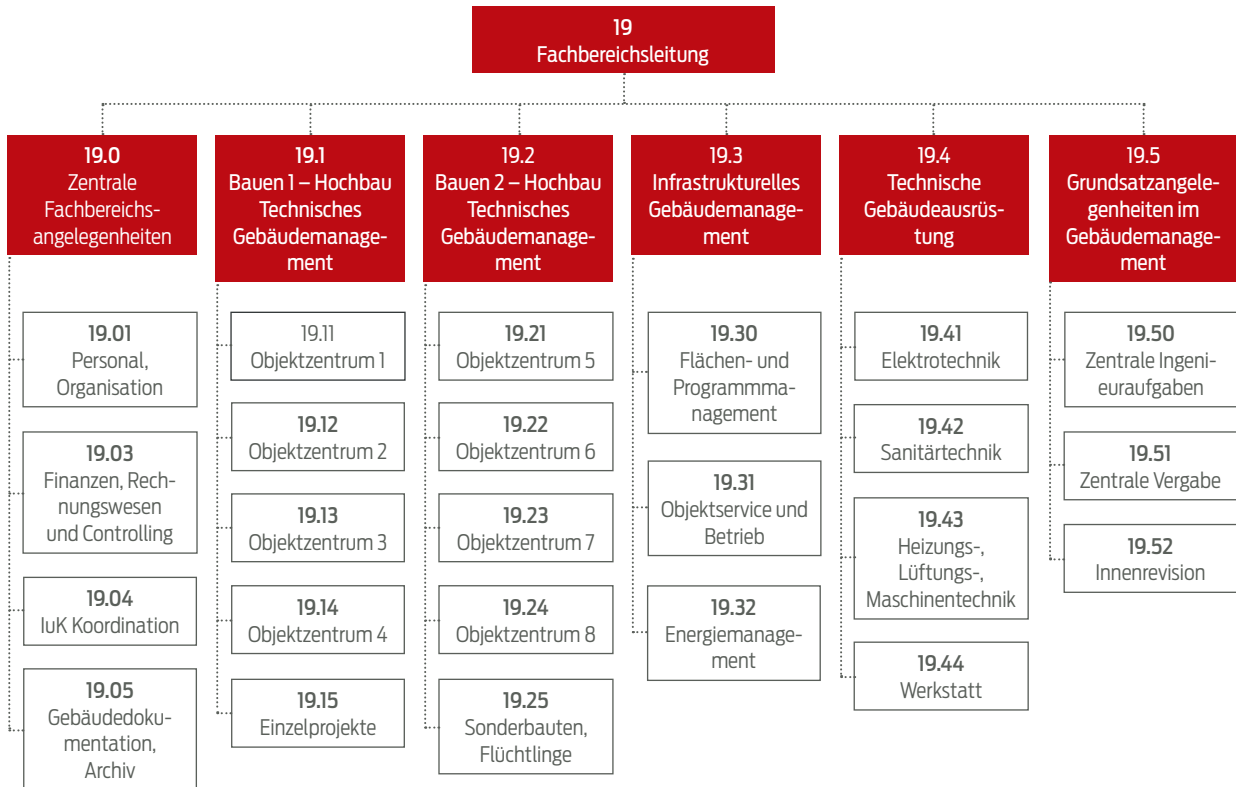 19
Fachbereichsleitung
19.0
Zentrale
Fachbereichs-
angelegenheiten
19.01
Personal,
Organisation
19.03
Finanzen, Rech-
nungswesen
und Controlling
19.04
IuK Koordination
19.05
Gebäudedoku-
mentation,
Archiv
19.1
Bauen 1 – Hochbau
Technisches
Gebäudemanage-
ment
19.11
Objektzentrum 1
19.12
Objektzentrum 2
19.13
Objektzentrum 3
19.14
Objektzentrum 4
19.15
Einzelprojekte
19.2
Bauen 2 – Hochbau
Technisches
Gebäudemanage-
ment
19.21
Objektzentrum 5
19.22
Objektzentrum 6
19.23
Objektzentrum 7
19.24
Objektzentrum 8
19.25
Sonderbauten,
Flüchtlinge
19.3
Infrastrukturelles
Gebäudemanage-
ment
19.30
Flächen- und
Programmma-
nagement
19.31
Objektservice und
Betrieb
19.32
Energiemanage-
ment
19.4
Technische
Gebäudeausrüs-
tung
19.41
Elektrotechnik
19.42
Sanitärtechnik
19.43
Heizungs-,
Lüftungs-,
Maschinentechnik
19.44
Werkstatt
19.5
Grundsatzangele-
genheiten im
Gebäudemanage-
ment
19.50
Zentrale Ingeni-
euraufgaben
19.51
Zentrale Vergabe
19.52
Innenrevision